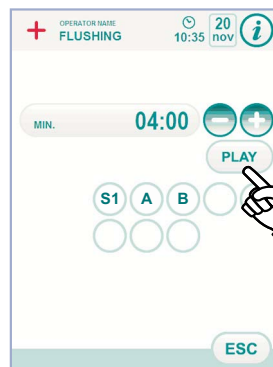 OPERATOR NAME
FLUSHING
10:35
20
nov
i
MIN.
04:00
PLAY
S1
A
B
ESC